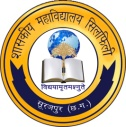 शासकीय महाविद्यालय सिलफिली
विद्ययामृतमश्नुते
सूरजपुर (छ.ग.)